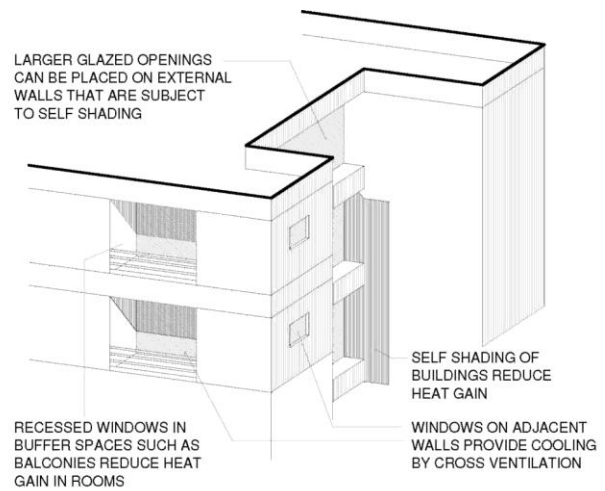 LARGER GLAZED OPENINGS
CAN BE PLACED ON EXTERNAL
WALLS THAT ARE SUBJECT
TO SELF SHADING
SELF SHADING OF
BUILDINGS REDUCE
HEAT GAIN
RECESSED WINDOWS IN
BUFFER SPACES SUCH AS
BALCONIES REDUCE HEAT
GAIN IN ROOMS
WINDOWS ON ADJACENT
WALLS PROVIDE COOLING
BY CROSS VENTILATION